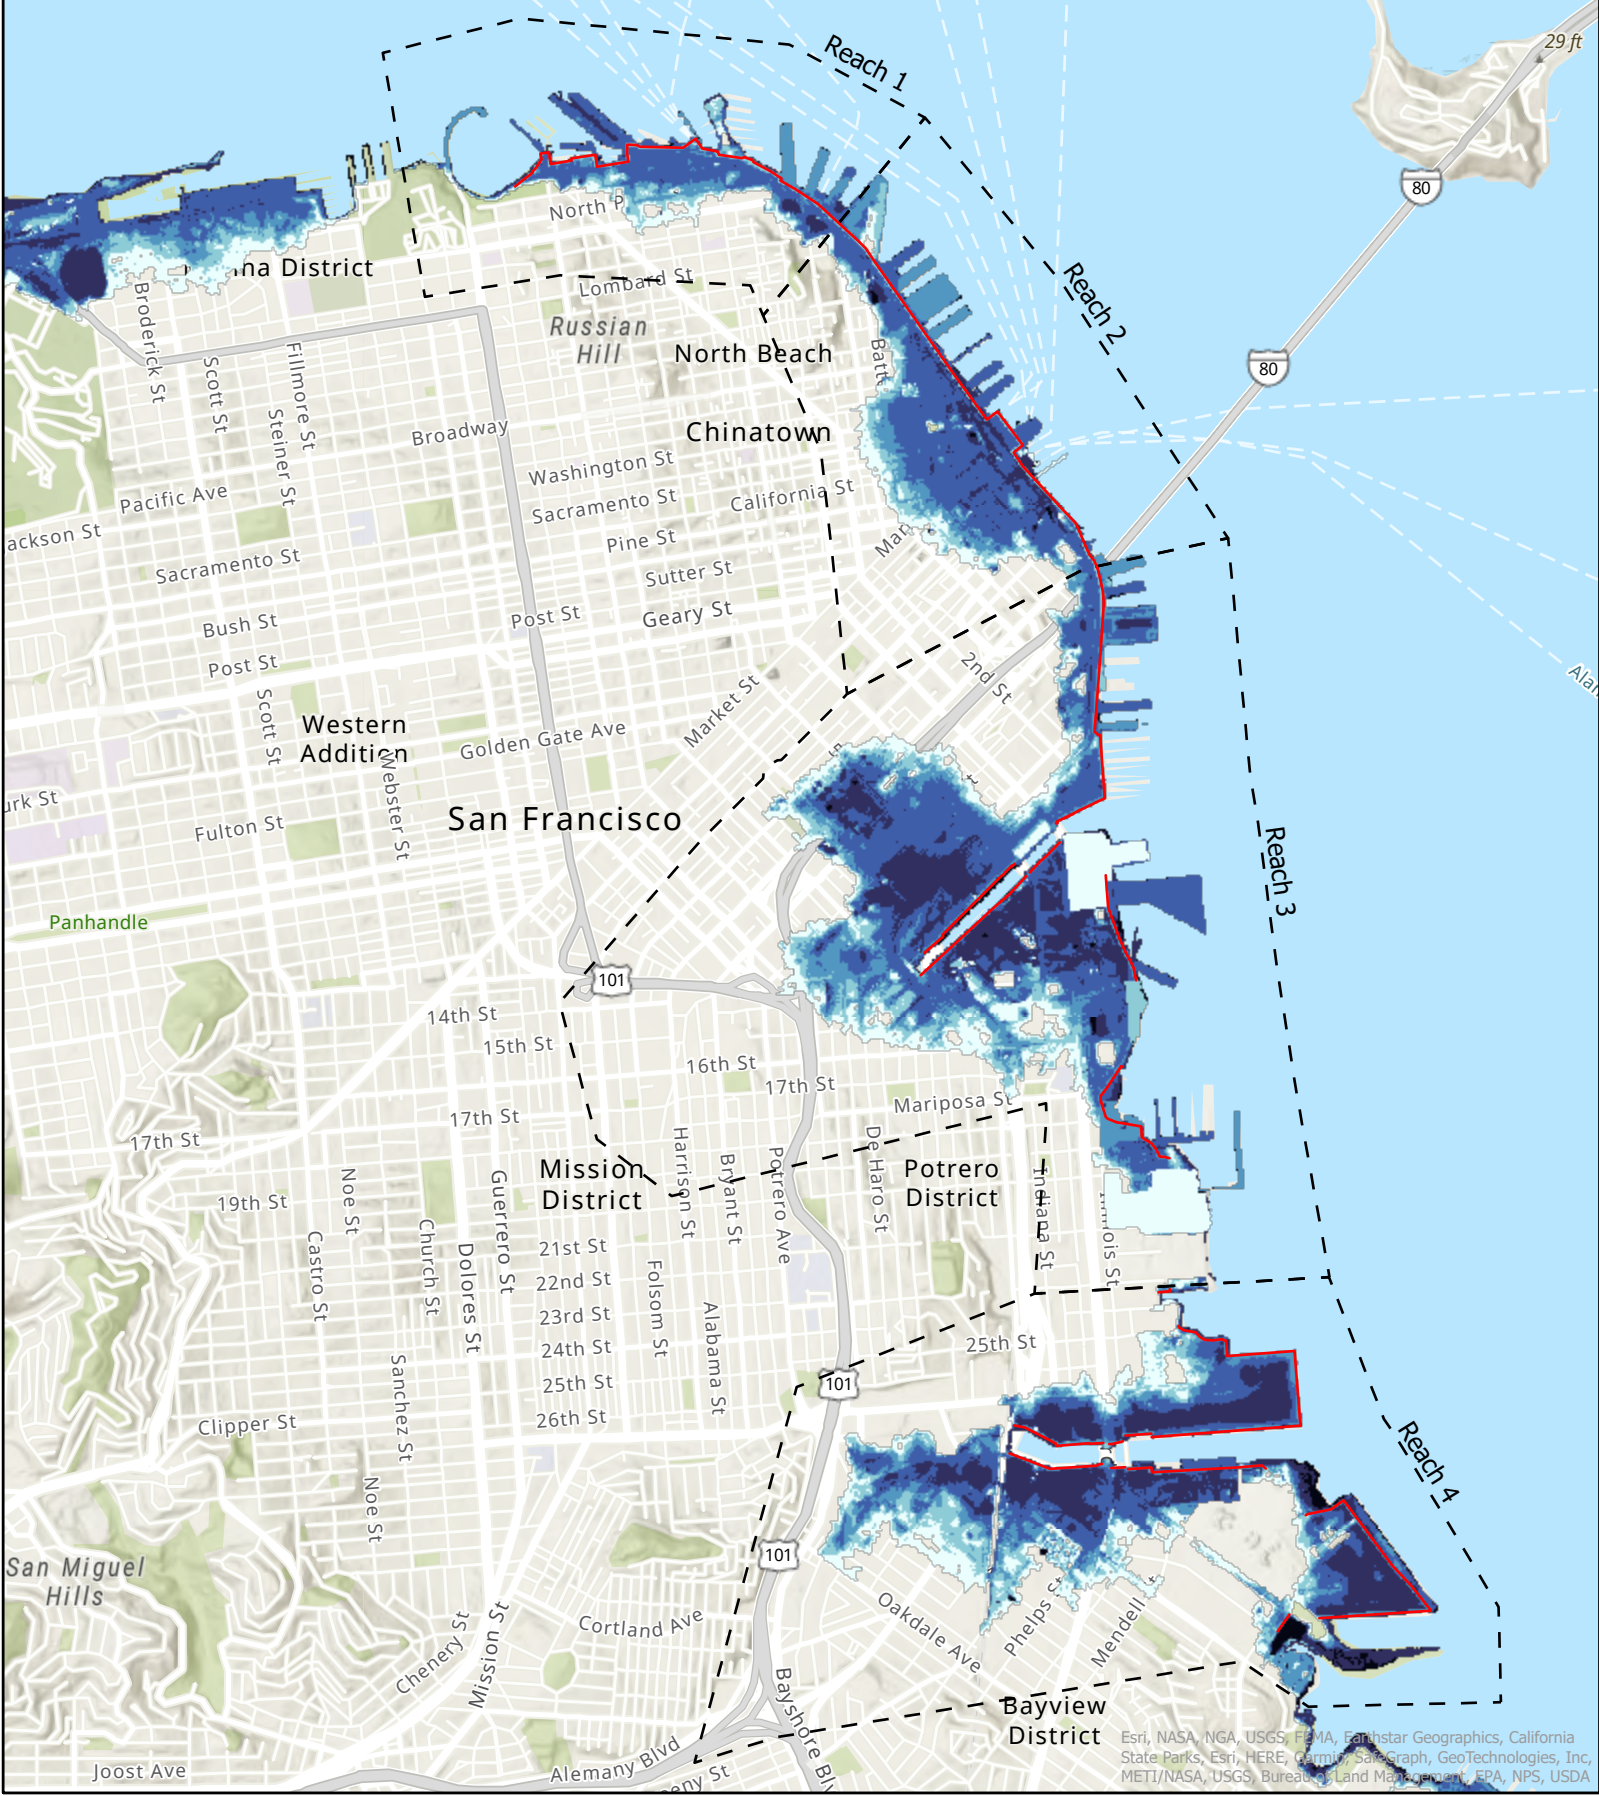 29 ft
Reach 1
80
North P
Lombard St
Reach 2
Broderick St
Russian
Hill
North Beach
80
Scott St
Fillmore St
Steiner St
Broadway
Chinatown
Washington St
Pacific Ave
Sacramento St
California St
ackson St
Pine St
Sacramento St
Sutter St
Bush St
Post St
Geary St
Post St
2nd St
Scott St
Market St
Western
Addition
Golden Gate Ave
Webster St
urk St
Fulton St
San Francisco
Reach 3
Panhandle
101
14th St
15th St
16th St
17th St
Mariposa St
17th St
17th St
Mission
District
Harrison St
Bryant St
Potrero Ave
De Haro St
Potrero
District
Indiana St
19th St
Noe St
Castro St
Church St
Guerrero St
Dolores St
21st St
22nd St
23rd St
24th St
25th St
26th St
Folsom St
Alabama St
25th St
101
Clipper St
Sanchez St
Noe St
Reach 4
101
San Miguel
Hills
Cortland Ave
Oakdale Ave
Phelps St
Mendell
Chenery St
Mission St
Bayshore Blv
Bayview
District
Alemany Blvd
Joost Ave
Esri, NASA, NGA, USGS, FEMA, Earthstar Geographics, California
State Parks, Esri, HERE, Garmin, SafeGraph, GeoTechnologies, Inc,
METI/NASA, USGS, Bureau of Land Management, EPA, NPS, USDA